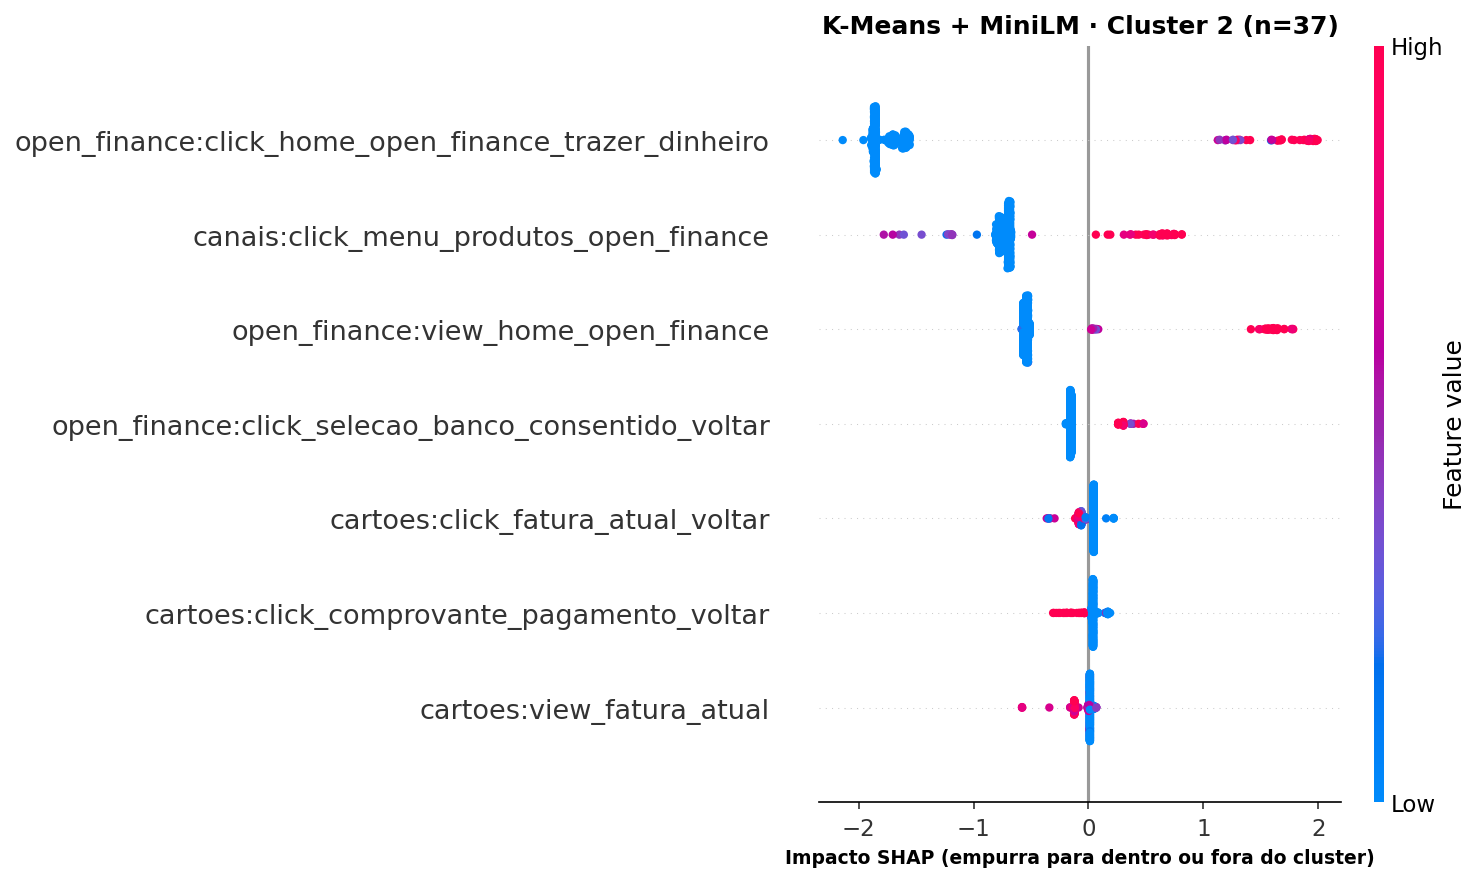 K-Means + MiniLM · Cluster 2 (n=37)
High
open_finance:click_home_open_finance_trazer_dinheiro
canais:click_menu_produtos_open_finance
open_finance:view_home_open_finance
open_finance:click_selecao_banco_consentido_voltar
cartoes:click_fatura_atual_voltar
cartoes:click_comprovante_pagamento_voltar
cartoes:view_fatura_atual
Feature value
Low
−2 −1 0 1 2
Impacto SHAP (empurra para dentro ou fora do cluster)